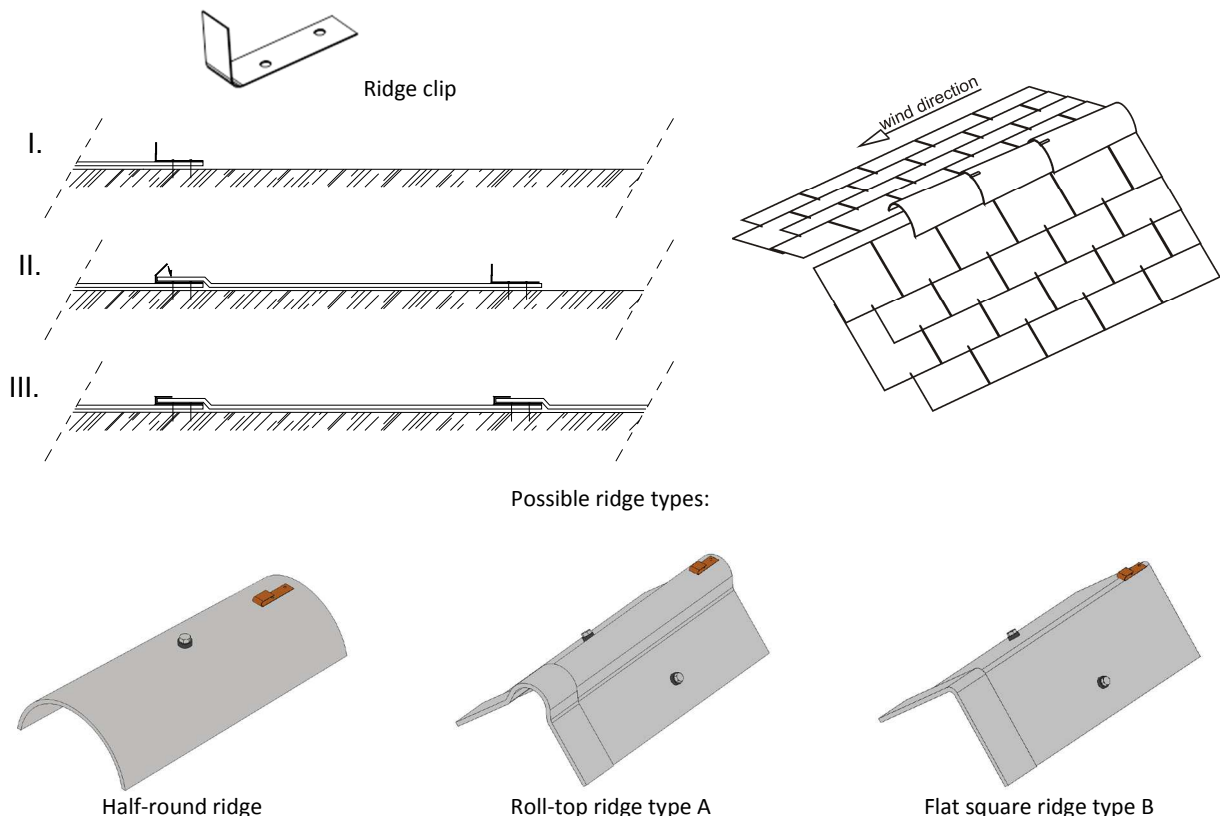 Ridge clip
wind direction
I.
II.
III.
Possible ridge types:
Half-round ridge
Roll-top ridge type A
Flat square ridge type B